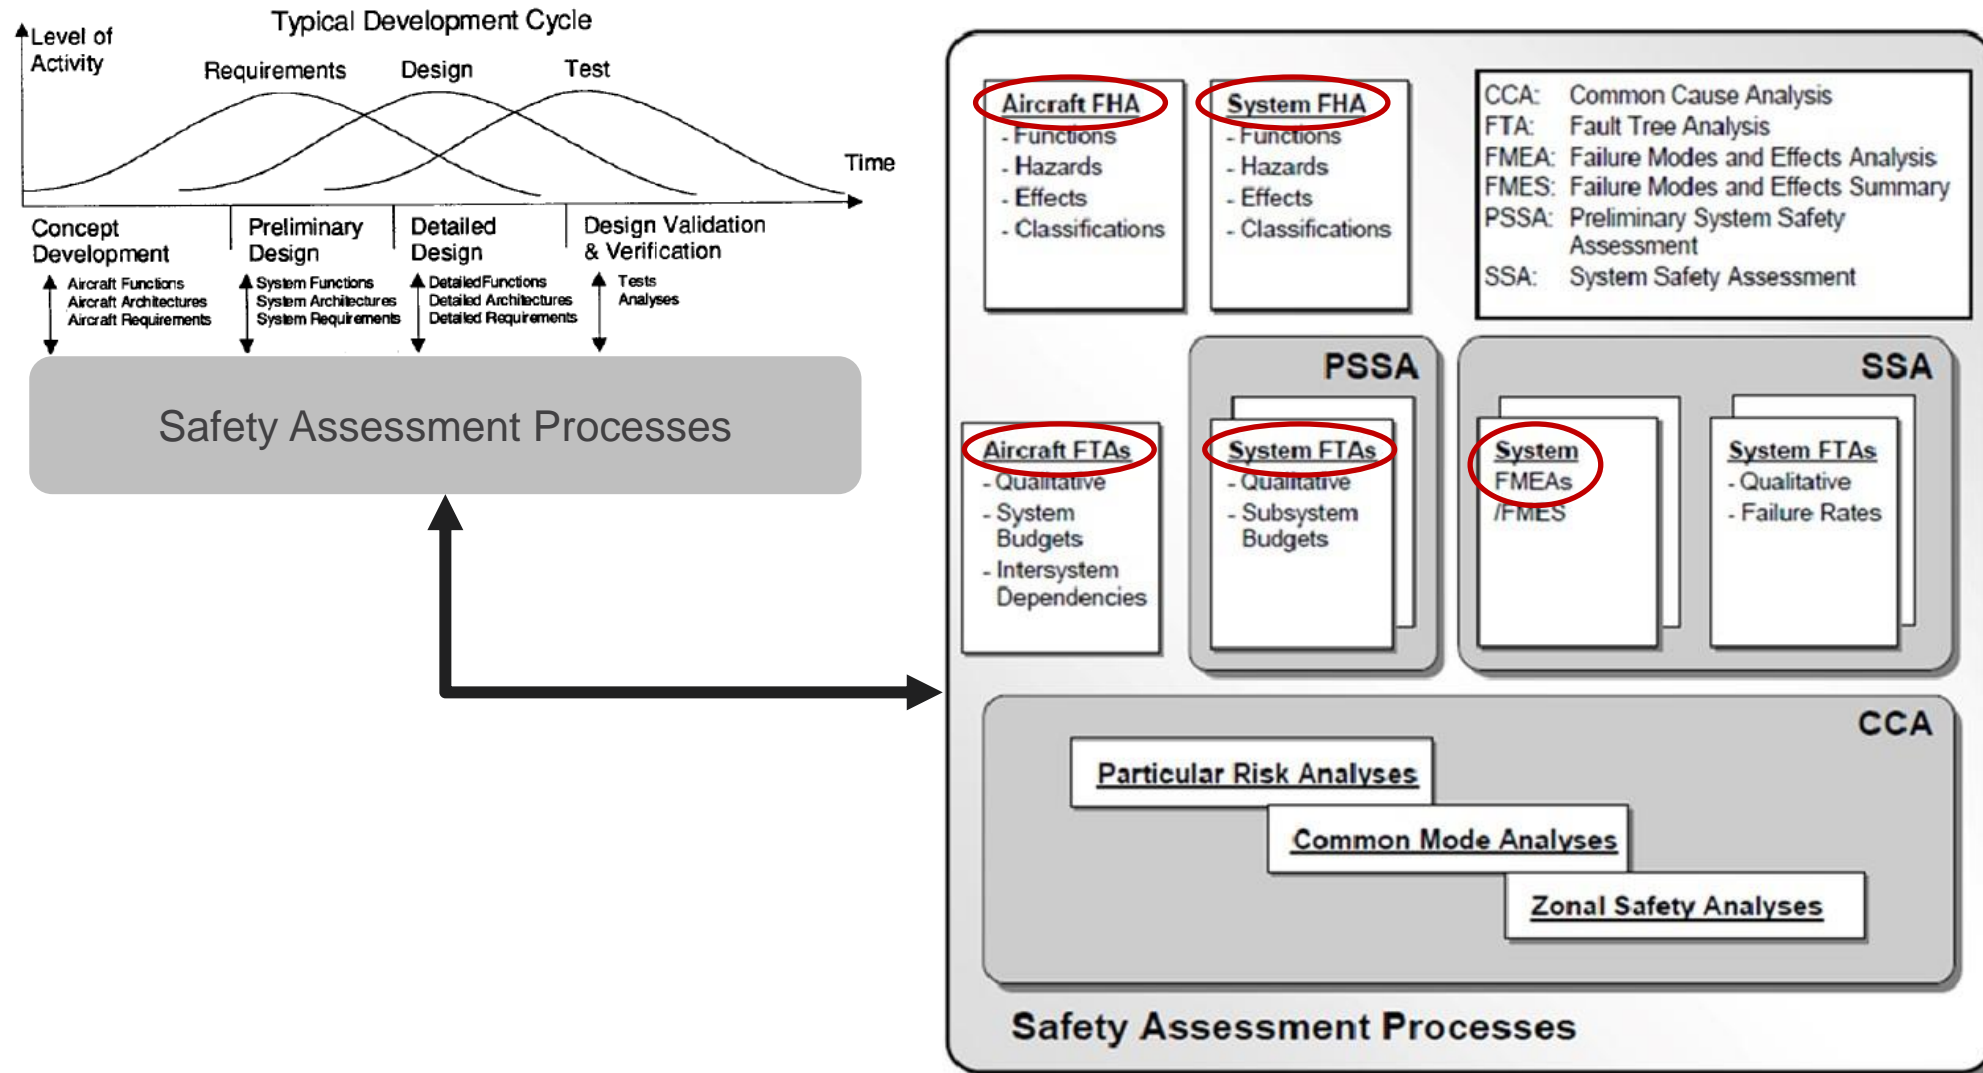 Typical Development Cycle
Level of
Activity
Requirements
Design
Test
Time
Concept
Development
Preliminary
Design
Detailed
Design
Design Validation
& Verification
Aircraft Functions
Aircraft Architectures
Aircraft Requirements
System Functions
System Architectures
System Requirements
Detailed Functions
Detailed Architectures
Detailed Requirements
Tests
Analyses
Safety Assessment Processes
Aircraft FHA
- Functions
- Hazards
- Effects
- Classifications
System FHA
- Functions
- Hazards
- Effects
- Classifications
CCA: Common Cause Analysis
FTA: Fault Tree Analysis
FMEA: Failure Modes and Effects Analysis
FMES: Failure Modes and Effects Summary
PSSA: Preliminary System Safety
Assessment
SSA: System Safety Assessment
Aircraft FTAs
- Qualitative
- System
Budgets
- Intersystem
Dependencies
PSSA
System FTAs
- Qualitative
- Subsystem
Budgets
SSA
System
FMEAs
/FMES
System FTAs
- Qualitative
- Failure Rates
CCA
Particular Risk Analyses
Common Mode Analyses
Zonal Safety Analyses
Safety Assessment Processes